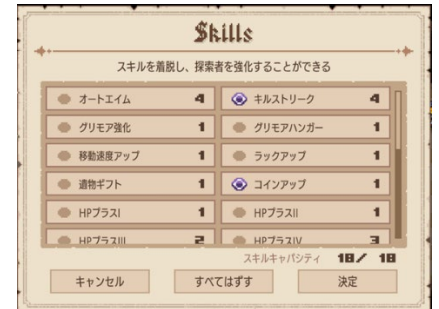 Skills
スキルを着脱し、探索者を強化することができる
オートエイム 4 キルストリーク 4
グリモア強化 1 グリモアハンガー 1
移動速度アップ 1 ラックアップ 1
遺物ギフト 1 コインアップ 1
HPプラスI 1 HPプラスII 1
HPプラスIII 2 HPプラスIV 3
スキルキャパシティ 18/ 18
キャンセル すべてはずす 決定